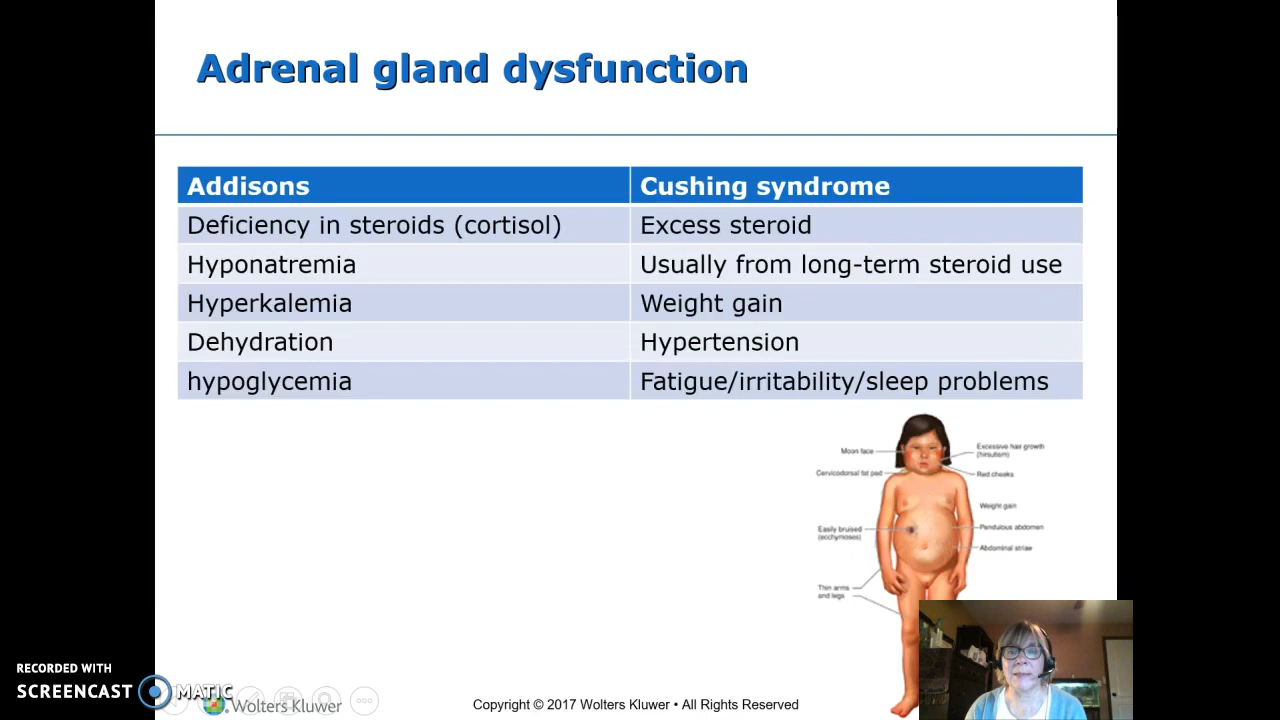 Adrenal gland dysfunction
Addisons
Cushing syndrome
Deficiency in steroids (cortisol)
Excess steroid
Hyponatremia
Usually from long-term steroid use
Hyperkalemia
Weight gain
Dehydration
Hypertension
hypoglycemia
Fatigue/irritability/sleep problems
Moon face
Excessive hair growth
(hirsutism)
Cervicodorsal fat pad
Red cheeks
Weight gain
Easily bruised
(ecchymoses)
Pendulous abdomen
Abdominal striae
Thin arms
and legs
RECORDED WITH
SCREENCAST MATIC
Wolters Kluwer
Copyright © 2017 Wolters Kluwer • All Rights Reserved